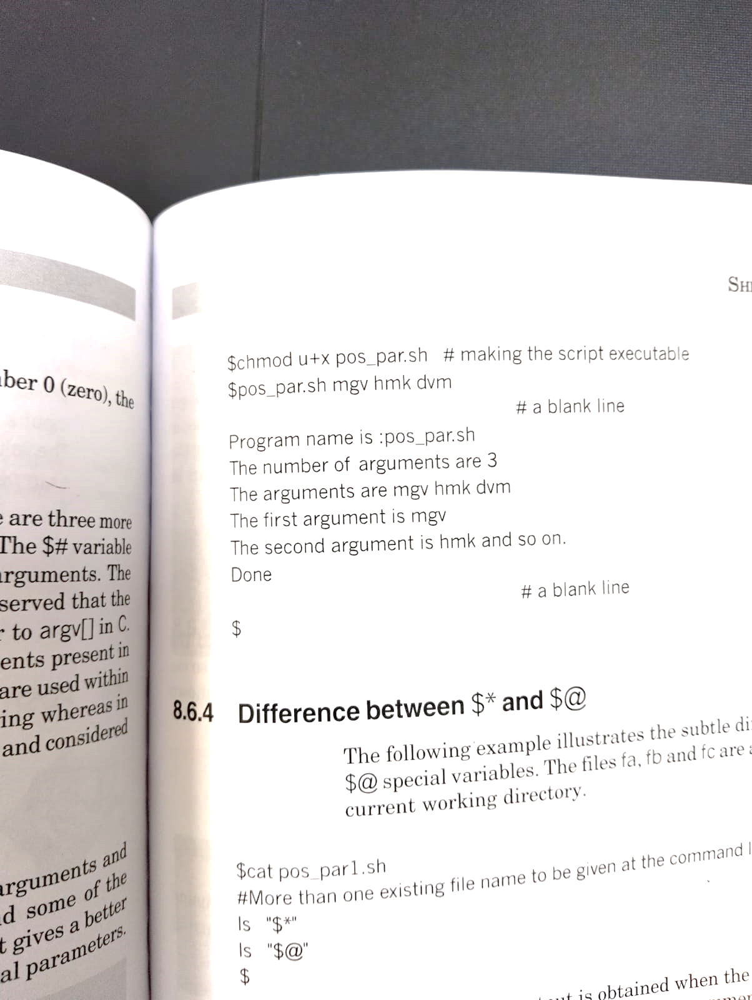 ber 0 (zero), the
are three more
The $# variable
arguments. The
served that the
to argv[] in C.
ents present in
are used within
ing whereas in
and considered
arguments and
d some of the
t gives a better
al parameters.
$chmod u+x pos_par.sh # making the script executable
$pos_par.sh mgv hmk dvm
# a blank line
Program name is :pos_par.sh
The number of arguments are 3
The arguments are mgv hmk dvm
The first argument is mgv
The second argument is hmk and so on.
Done
# a blank line
$
8.6.4 Difference between $* and $@
The following example illustrates the subtle
$@ special variables. The files fa, fb and fc are
current working directory.
$cat pos_par1.sh
#More than one existing file name to be given at the command
ls "$*"
ls "$@"
$
is obtained when the